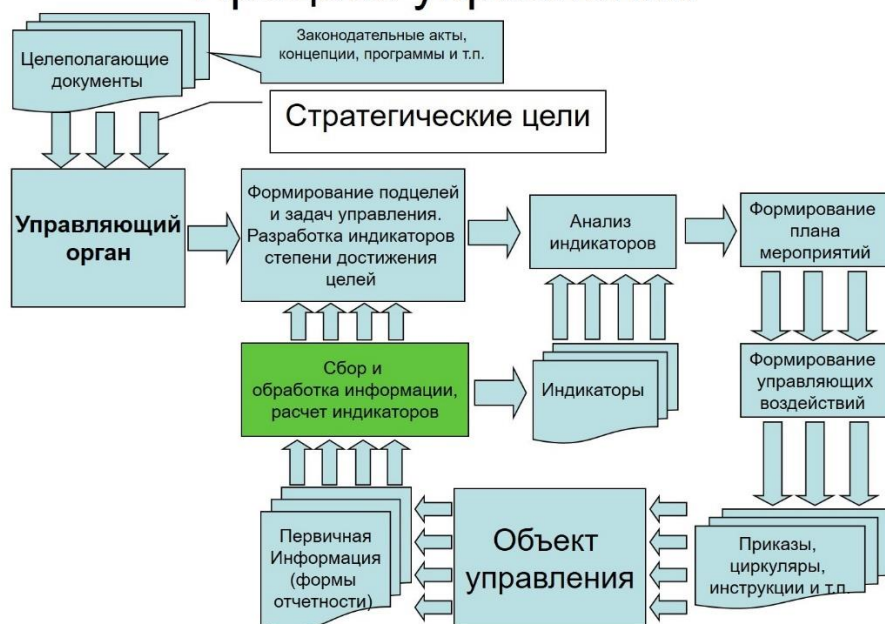 Целеполагающие
документы
Законодательные акты,
концепции, программы и т.п.
Стратегические цели
Управляющий
орган
Формирование подцелей
и задач управления.
Разработка индикаторов
степени достижения
целей
Анализ
индикаторов
Формирование
плана
мероприятий
Сбор и
обработка информации,
расчет индикаторов
Индикаторы
Формирование
управляющих
воздействий
Первичная
Информация
(формы
отчетности)
Объект
управления
Приказы,
циркуляры,
инструкции и т.п.